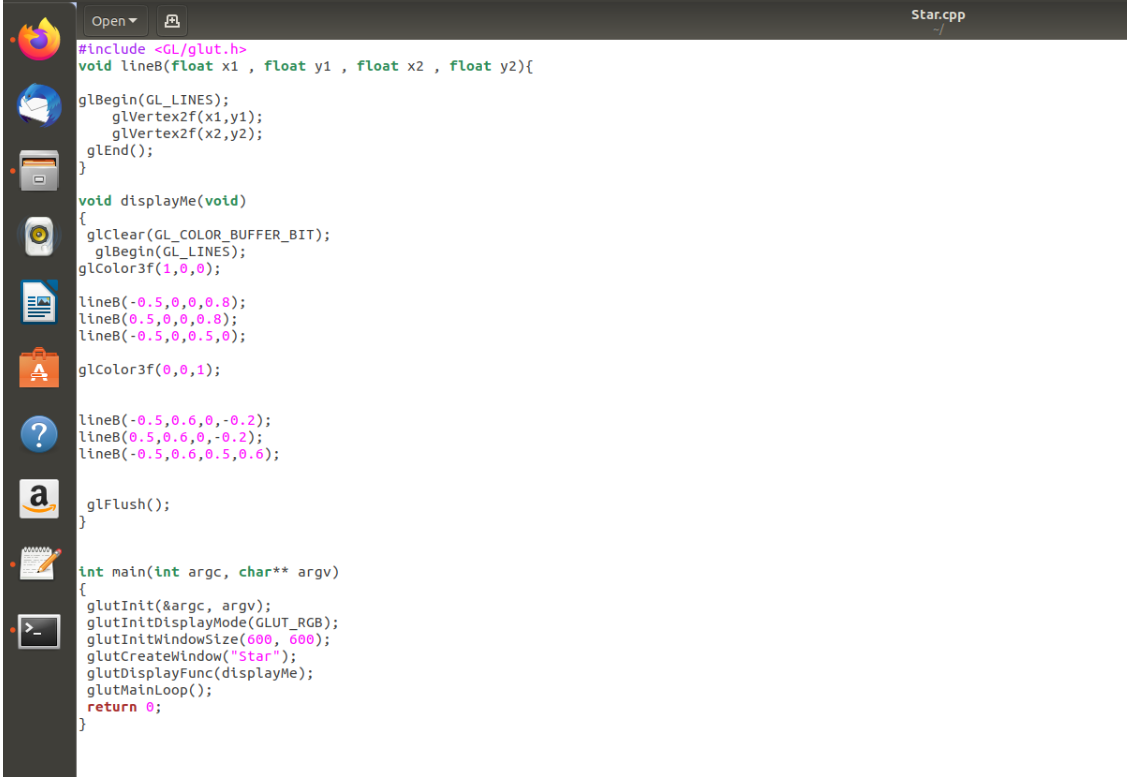 Open
Star.cpp
~/
#include <GL/glut.h>
void lineB(float x1 , float y1 , float x2 , float y2){
glBegin(GL_LINES);
    glVertex2f(x1,y1);
    glVertex2f(x2,y2);
 glEnd();
}
void displayMe(void)
{
 glClear(GL_COLOR_BUFFER_BIT);
  glBegin(GL_LINES);
glColor3f(1,0,0);
lineB(-0.5,0,0,0.8);
lineB(0.5,0,0,0.8);
lineB(-0.5,0,0.5,0);
glColor3f(0,0,1);
lineB(-0.5,0.6,0,-0.2);
lineB(0.5,0.6,0,-0.2);
lineB(-0.5,0.6,0.5,0.6);
 glFlush();
}
int main(int argc, char** argv)
{
 glutInit(&argc, argv);
 glutInitDisplayMode(GLUT_RGB);
 glutInitWindowSize(600, 600);
 glutCreateWindow("Star");
 glutDisplayFunc(displayMe);
 glutMainLoop();
 return 0;
}